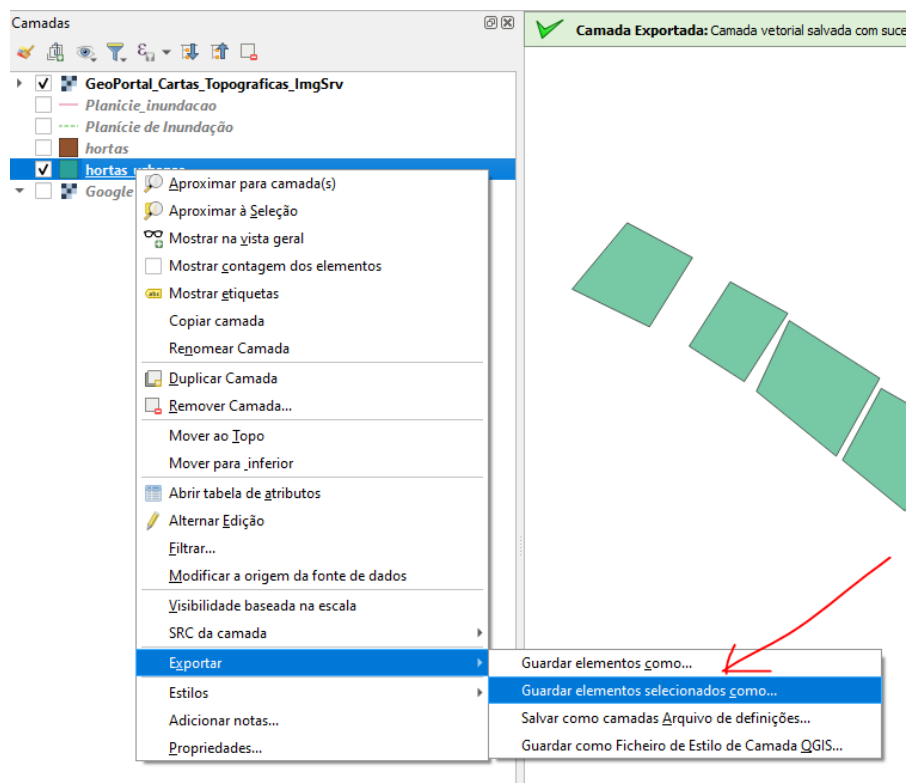 Camadas
Camada Exportada: Camada vetorial salvada com suce
GeoPortal_Cartas_Topograficas_ImgSrv
Planicie_inundacao
Planície de Inundação
hortas
hortas_urbanas
Google
Aproximar para camada(s)
Aproximar à Seleção
Mostrar na vista geral
Mostrar contagem dos elementos
abc Mostrar etiquetas
Copiar camada
Renomear Camada
Duplicar Camada
Remover Camada...
Mover ao Topo
Mover para _inferior
Abrir tabela de atributos
Alternar Edição
Filtrar...
Modificar a origem da fonte de dados
Visibilidade baseada na escala
SRC da camada
Exportar
Guardar elementos como...
Estilos
Guardar elementos selecionados como...
Adicionar notas...
Salvar como camadas Arquivo de definições...
Propriedades...
Guardar como Ficheiro de Estilo de Camada QGIS...